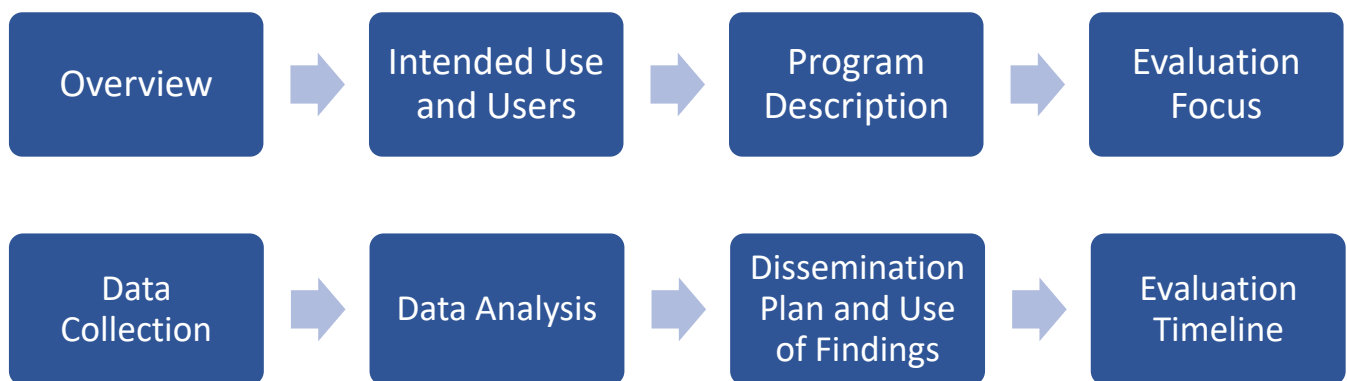 Overview
Intended Use
and Users
Program
Description
Evaluation
Focus
Data
Collection
Data Analysis
Dissemination
Plan and Use
of Findings
Evaluation
Timeline